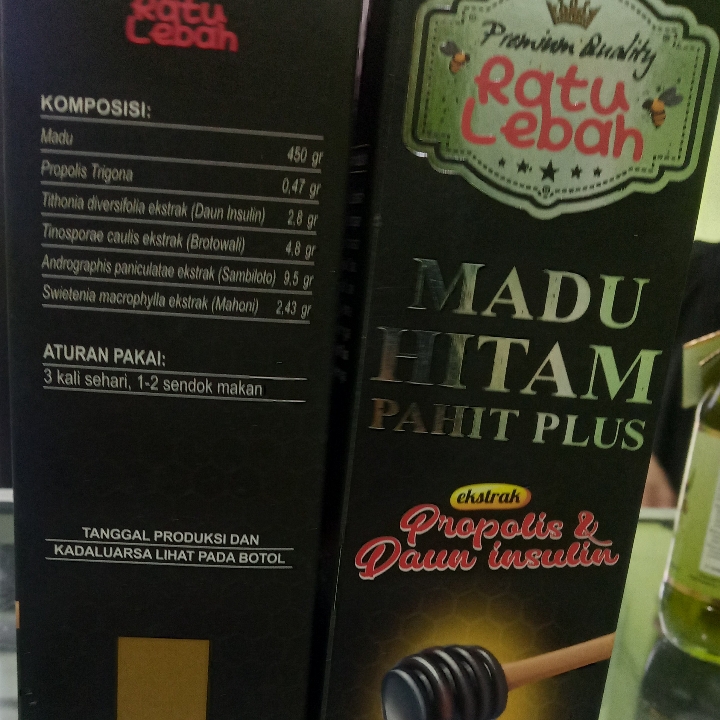 Ratu
Lebah
KOMPOSISI:
Madu 450 gr
Propolis Trigona 0,47 gr
Tithonia diversifolia ekstrak (Daun Insulin) 2,8 gr
Tinosporae caulis ekstrak (Brotowali) 4,8 gr
Andrographis paniculatae ekstrak (Sambiloto) 9,5 gr
Swietenia macrophylla ekstrak (Mahoni) 2,43 gr
ATURAN PAKAI:
3 kali sehari, 1-2 sendok makan
TANGGAL PRODUKSI DAN
KADALUARSA LIHAT PADA BOTOL
Premium Quality
Ratu
Lebah
MADU
HITAM
PAHIT PLUS
ekstrak
Propolis &
Daun insulin